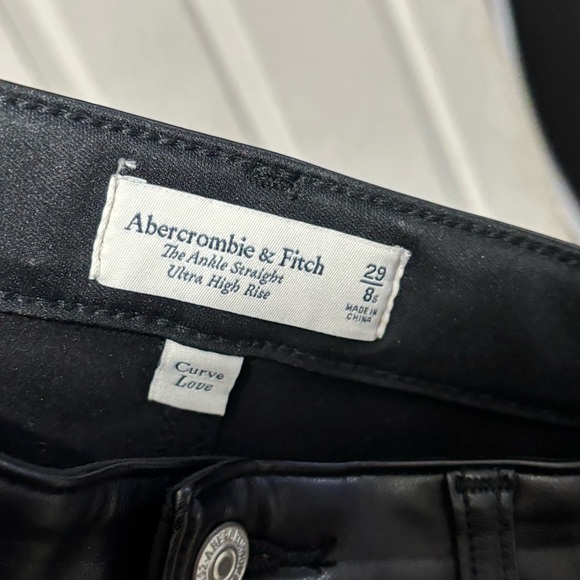 Abercrombie & Fitch
The Ankle Straight
Ultra High Rise
29
8s
MADE IN
CHINA
Curve
Love